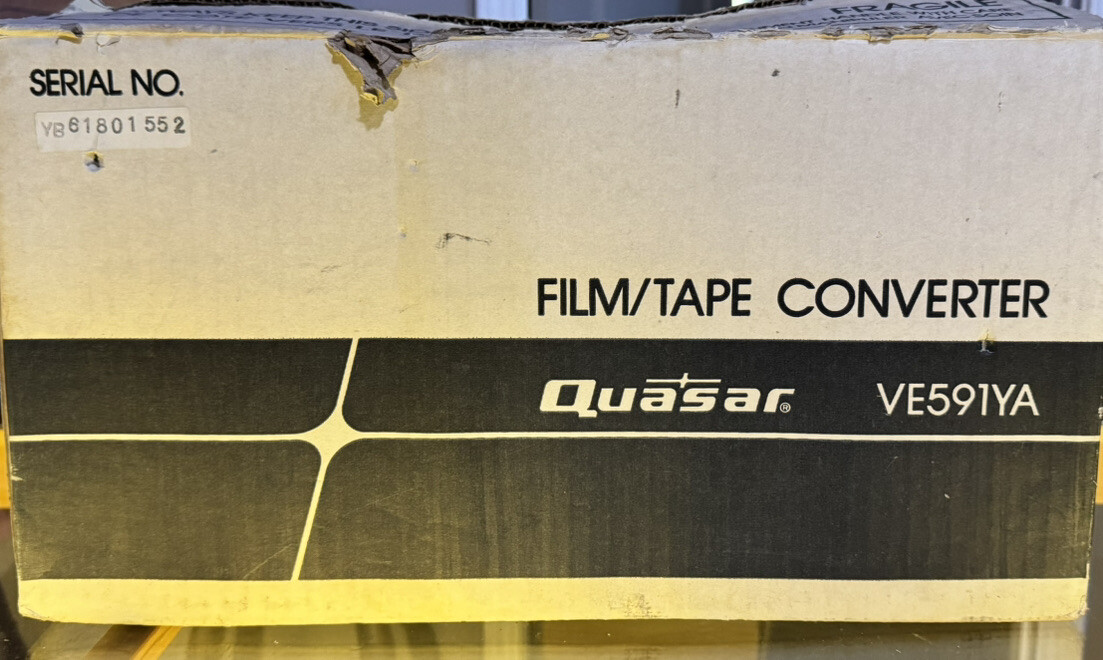 FRAGILE
SERIAL NO.
YB61801552
FILM/TAPE CONVERTER
Quasar® VE591YA